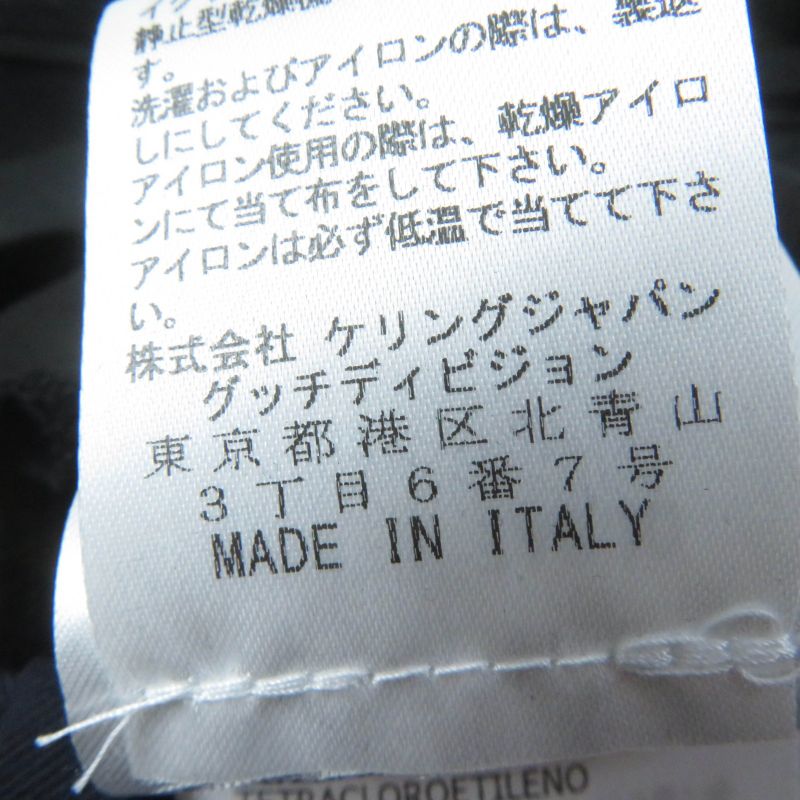 静止型乾燥
す。
洗濯およびアイロンの際は、裏返
しにしてください。
アイロン使用の際は、乾燥アイロ
ンにて当て布をして下さい。
アイロンは必ず低温で当てて下さ
い。
株式会社 ケリングジャパン
グッチディビジョン
東京都港区北青山
3丁目6番7号
MADE IN ITALY
TETRACLOROETILENO